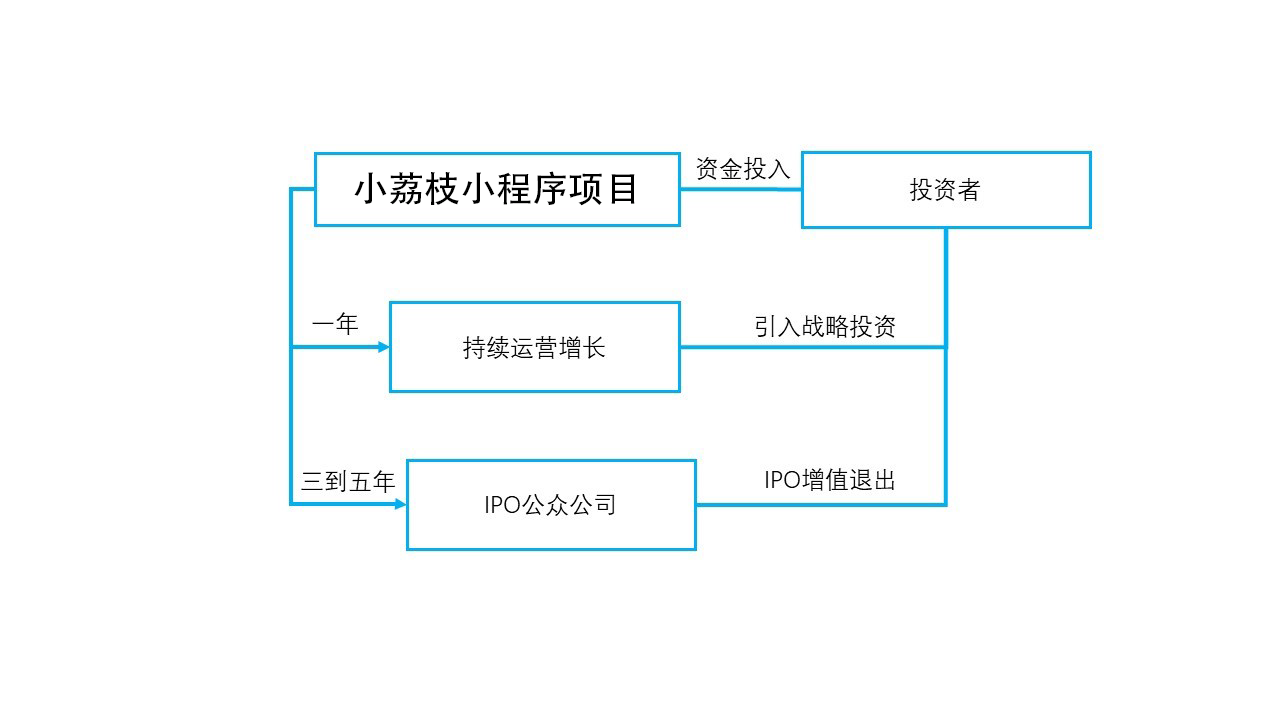 小荔枝小程序项目
资金投入
投资者
一年
持续运营增长
引入战略投资
三到五年
IPO公众公司
IPO增值退出